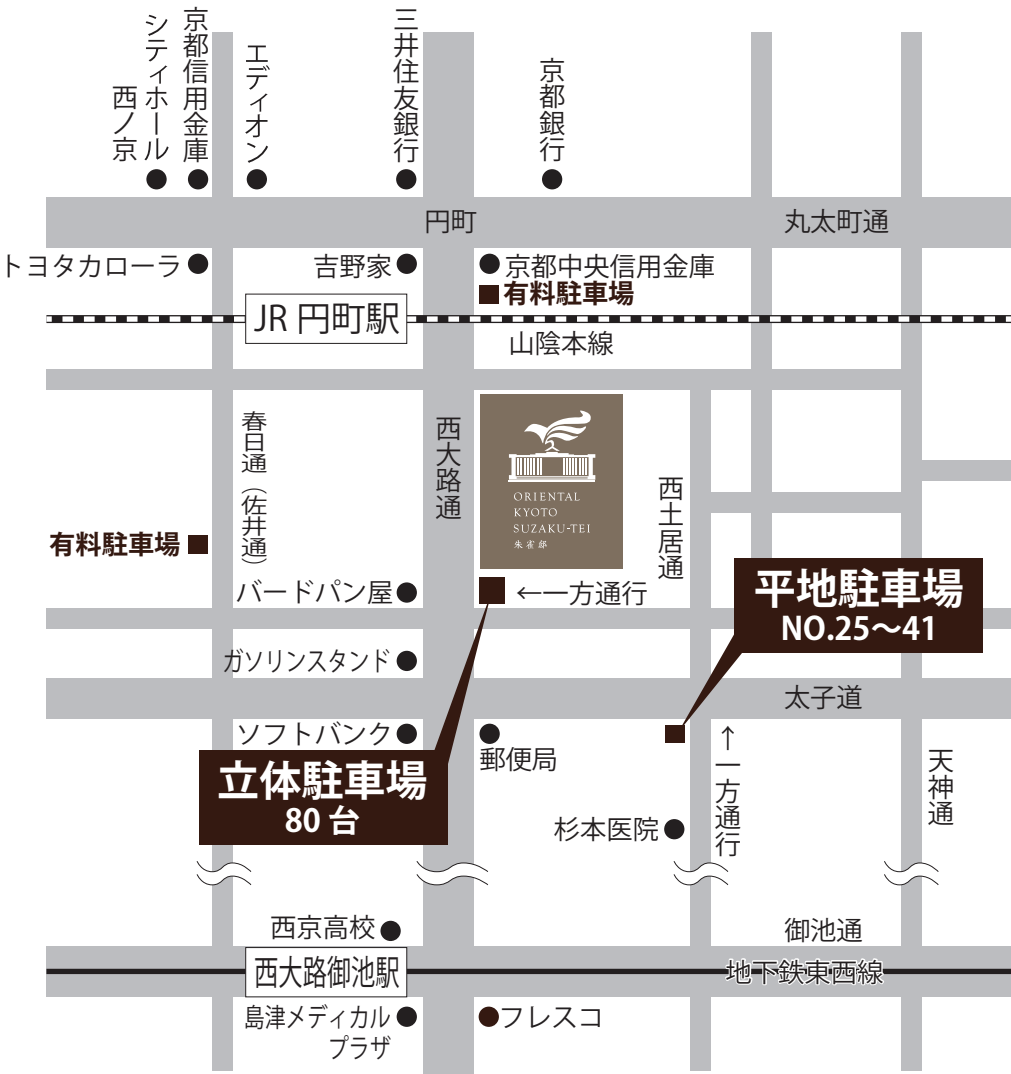 シティホール
西ノ京
京都信用金庫
エディオン
三井住友銀行
京都銀行
円町
丸太町通
トヨタカローラ
吉野家
京都中央信用金庫
有料駐車場
JR 円町駅
山陰本線
春日通（佐井通）
西大路通
ORIENTAL
KYOTO
SUZAKU-TEI
朱雀邸
西土居通
有料駐車場
バードパン屋
←一方通行
平地駐車場
NO.25〜41
ガソリンスタンド
太子道
ソフトバンク
郵便局
立体駐車場
80 台
↑一方通行
天神通
杉本医院
西京高校
御池通
西大路御池駅
地下鉄東西線
島津メディカル
プラザ
フレスコ